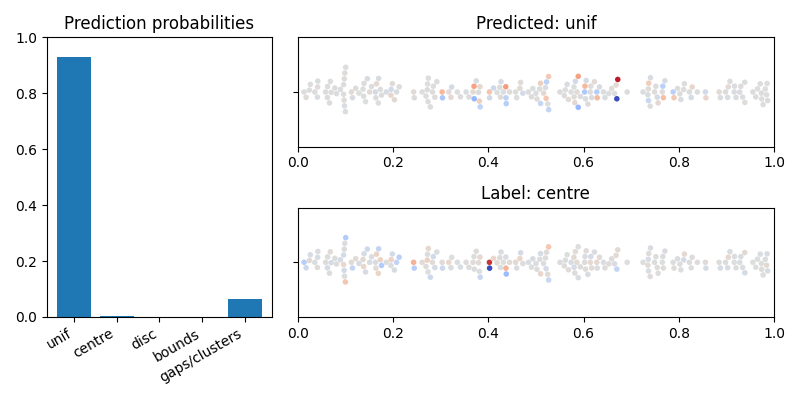 Prediction probabilities
1.0
0.8
0.6
0.4
0.2
0.0
unif
centre
disc
bounds
gaps/clusters
Predicted: unif
0.0 0.2 0.4 0.6 0.8 1.0
Label: centre
0.0 0.2 0.4 0.6 0.8 1.0